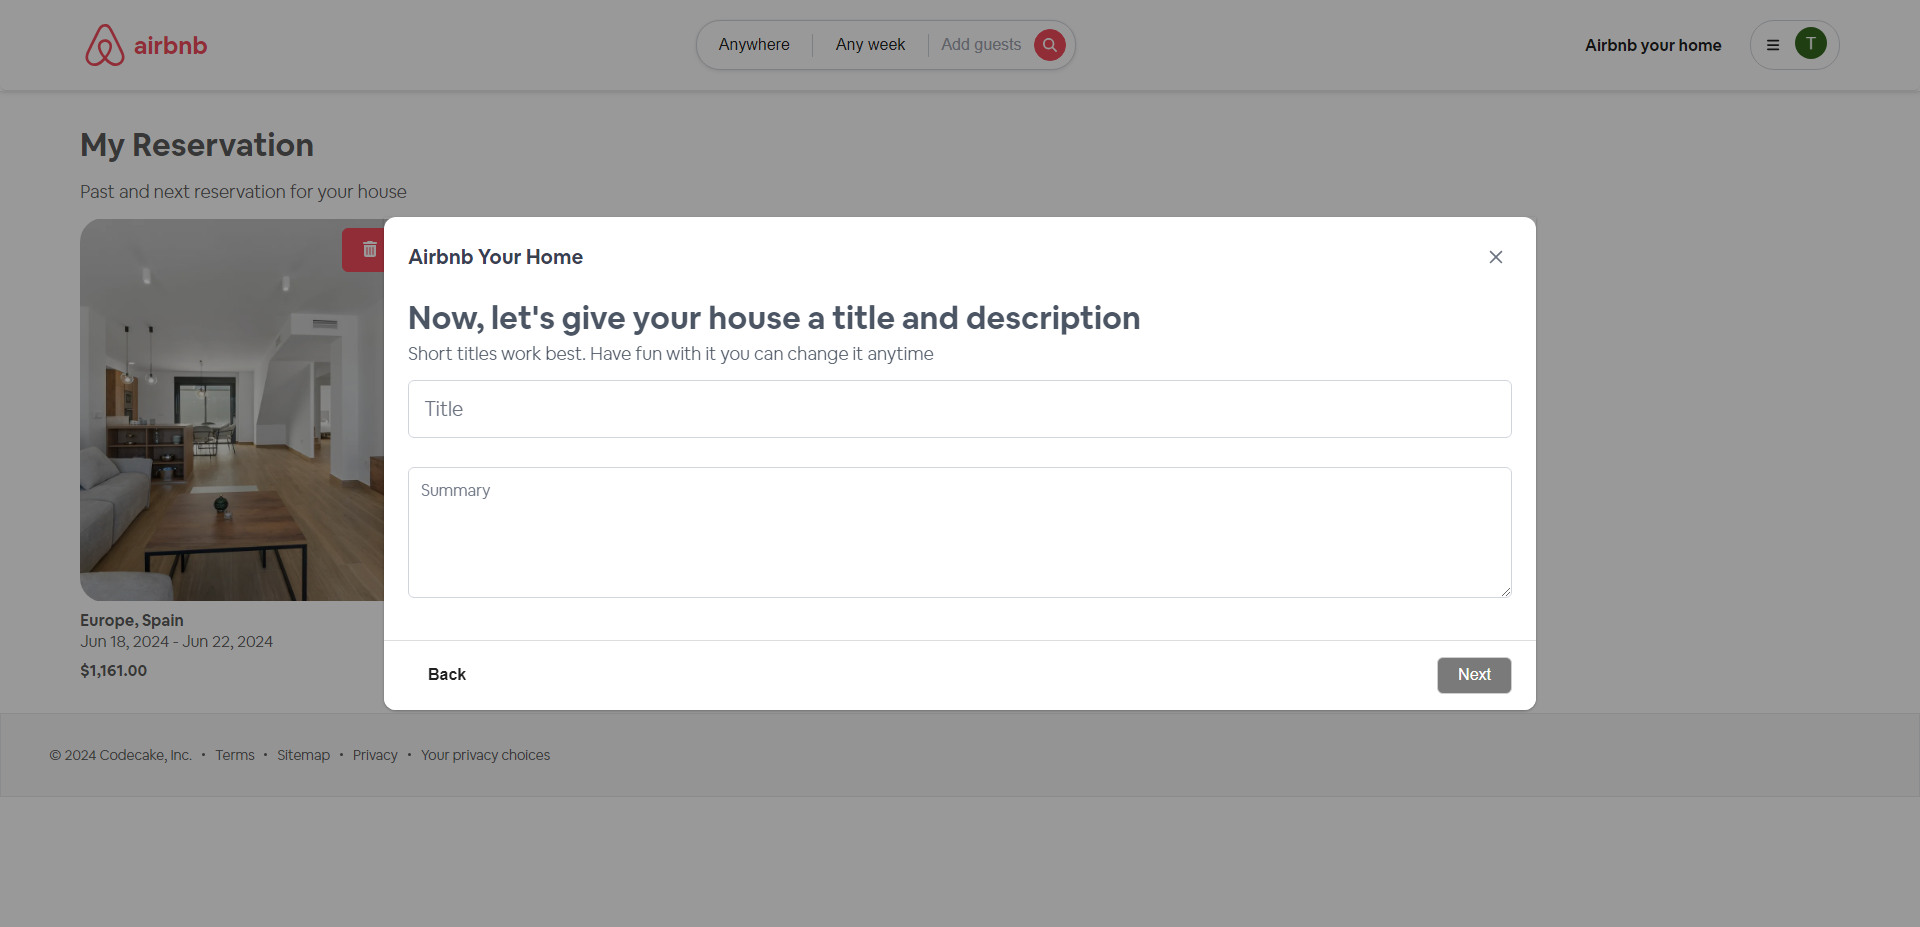 airbnb
Anywhere
Any week
Add guests
Airbnb your home
T
My Reservation
Past and next reservation for your house
Airbnb Your Home
Now, let's give your house a title and description
Short titles work best. Have fun with it you can change it anytime
Title
Summary
Europe, Spain
Jun 18, 2024 - Jun 22, 2024
$1,161.00
Back
Next
© 2024 Codecake, Inc. · Terms · Sitemap · Privacy · Your privacy choices